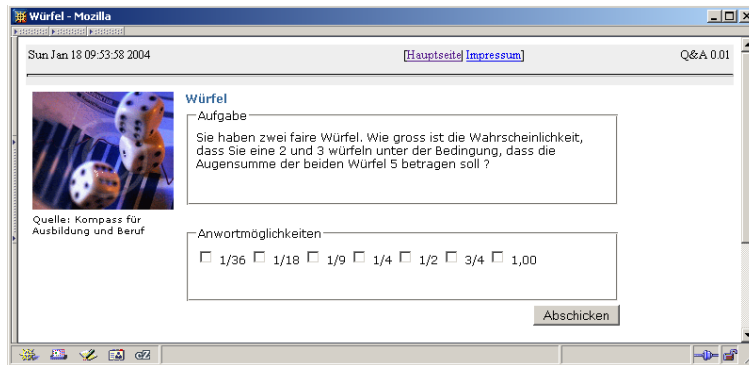 Würfel - Mozilla
Sun Jan 18 09:53:58 2004 [Hauptseite| Impressum] Q&A 0.01
Würfel
Aufgabe
Sie haben zwei faire Würfel. Wie gross ist die Wahrscheinlichkeit,
dass Sie eine 2 und 3 würfeln unter der Bedingung, dass die
Augensumme der beiden Würfel 5 betragen soll ?
Quelle: Kompass für
Ausbildung und Beruf
Anwortmöglichkeiten
1/36 1/18 1/9 1/4 1/2 3/4 1,00
Abschicken